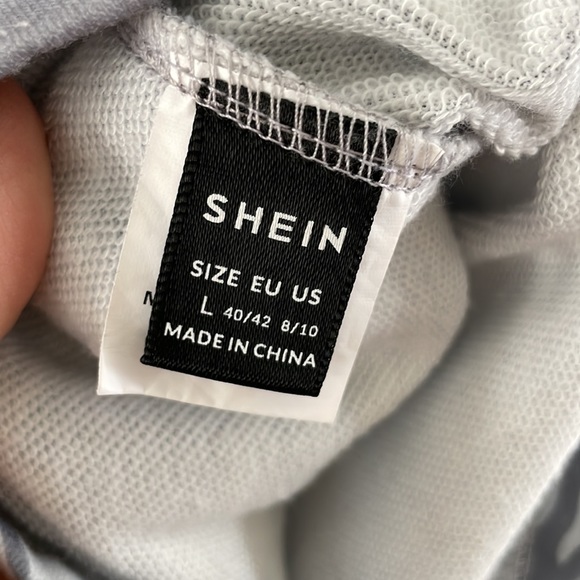 SHEIN
SIZE EU US
L 40/42 8/10
MADE IN CHINA